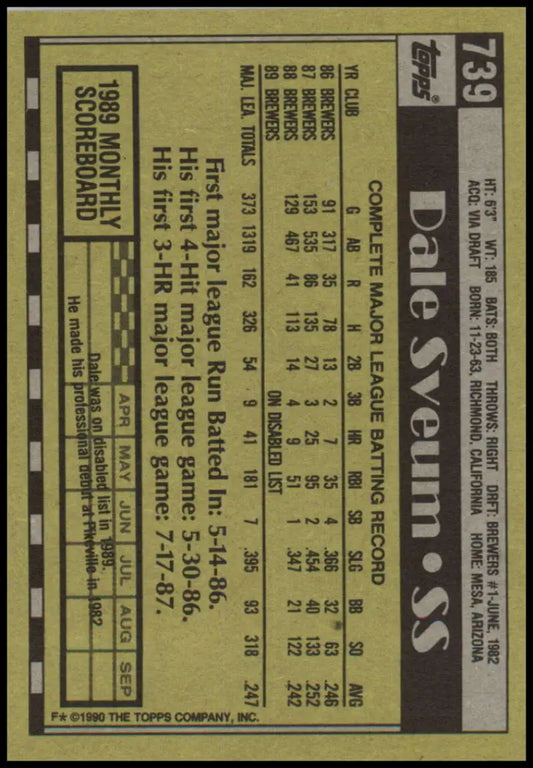 739
HT: 6'3" WT: 185 BATS: BOTH THROWS: RIGHT DRFT: BREWERS #1-JUNE, 1982
ACQ: VIA DRAFT BORN: 11-23-63, RICHMOND, CALIFORNIA HOME: MESA, ARIZONA
topps®
Dale Sveum • SS
COMPLETE MAJOR LEAGUE BATTING RECORD
YR CLUB G AB R H 2B 3B HR RBI SB SLG BB SO AVG
86 BREWERS 91 317 35 78 13 2 7 35 4 .366 32 63 .246
87 BREWERS 153 535 86 135 27 3 25 95 2 .454 40 133 .252
88 BREWERS 129 467 41 113 14 4 9 51 1 .347 21 122 .242
89 BREWERS ON DISABLED LIST
MAJ. LEA. TOTALS 373 1319 162 326 54 9 41 181 7 .395 93 318 .247
First major league Run Batted In: 5-14-86.
His first 4-Hit major league game: 5-30-86.
His first 3-HR major league game: 7-17-87.
1989 MONTHLY
SCOREBOARD
APR MAY JUN JUL AUG SEP
Dale was on disabled list in 1989.
He made his professional debut at Pikeville in 1982
F* ©1990 THE TOPPS COMPANY, INC.